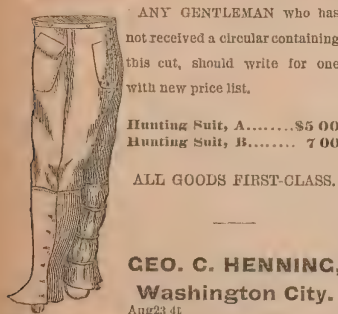 ANY GENTLEMAN who has
not received a circular containing
this cut, should write for one
with new price list.
Hunting Suit, A........$5 00
Hunting Suit, B........ 7 00
ALL GOODS FIRST-CLASS.
GEO. C. HENNING,
Washington City.
Aug23 4t